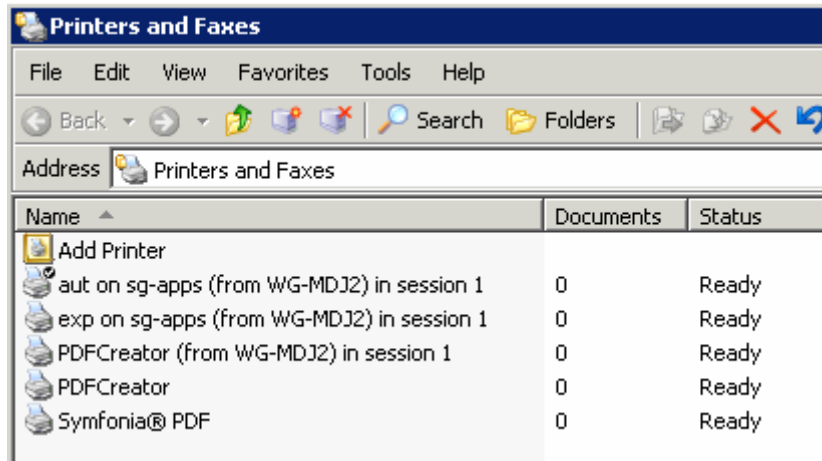 Printers and Faxes
File Edit View Favorites Tools Help
Back Search Folders
Address Printers and Faxes
Name Documents Status
Add Printer
aut on sg-apps (from WG-MDJ2) in session 1 0 Ready
exp on sg-apps (from WG-MDJ2) in session 1 0 Ready
PDFCreator (from WG-MDJ2) in session 1 0 Ready
PDFCreator 0 Ready
Symfonia® PDF 0 Ready